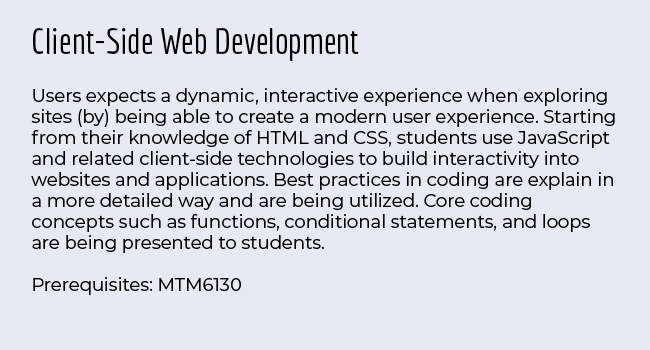 Client-Side Web Development
Users expects a dynamic, interactive experience when exploring
sites (by) being able to create a modern user experience. Starting
from their knowledge of HTML and CSS, students use JavaScript
and related client-side technologies to build interactivity into
websites and applications. Best practices in coding are explain in
a more detailed way and are being utilized. Core coding
concepts such as functions, conditional statements, and loops
are being presented to students.
Prerequisites: MTM6130